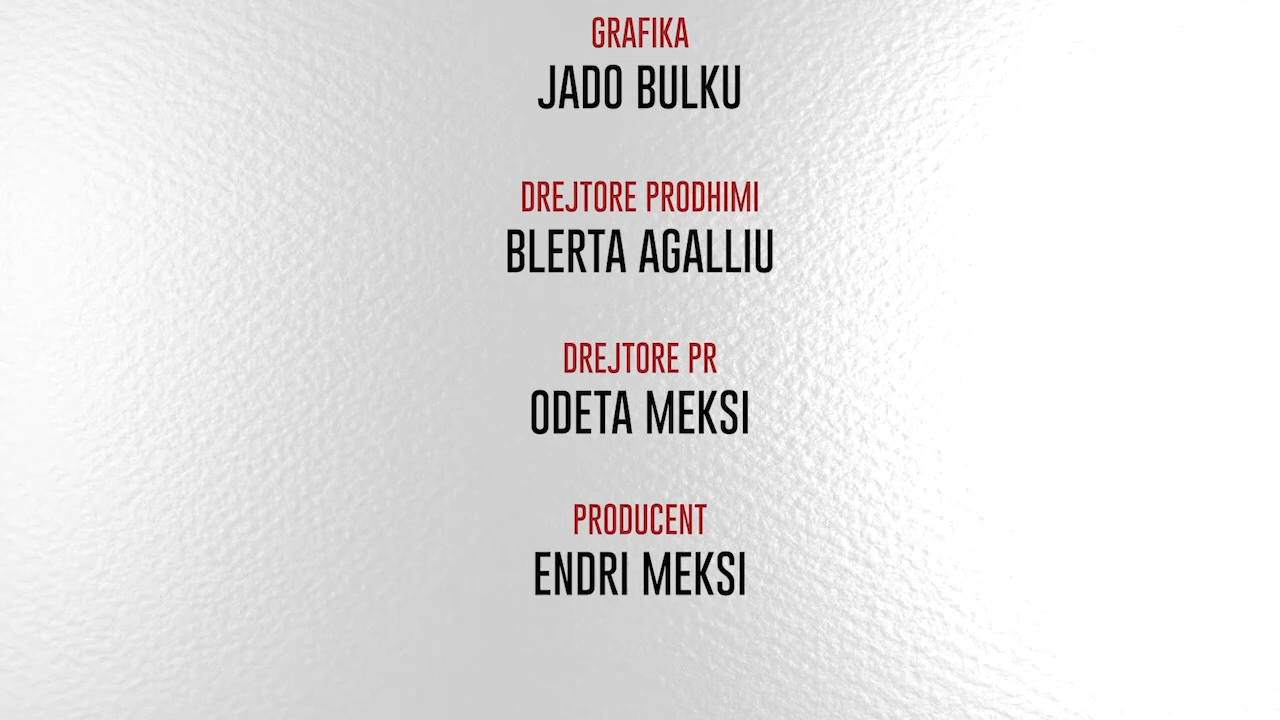 GRAFIKA
JADO BULKU
DREJTORE PRODHIMI
BLERTA AGALLIU
DREJTORE PR
ODETA MEKSI
PRODUCENT
ENDRI MEKSI